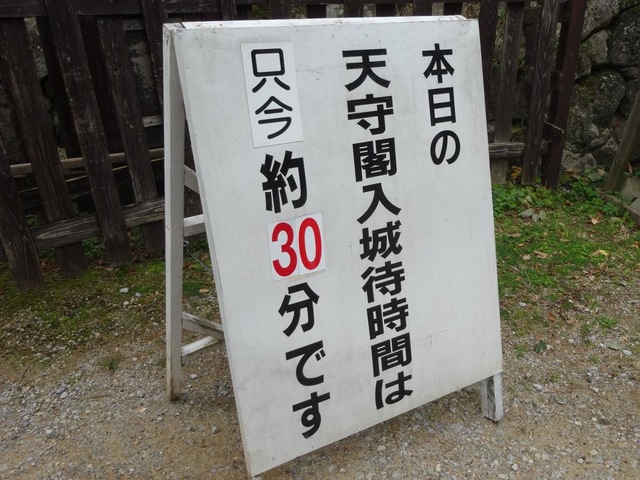 本日の
天守閣入城待時間は
只今約30分です